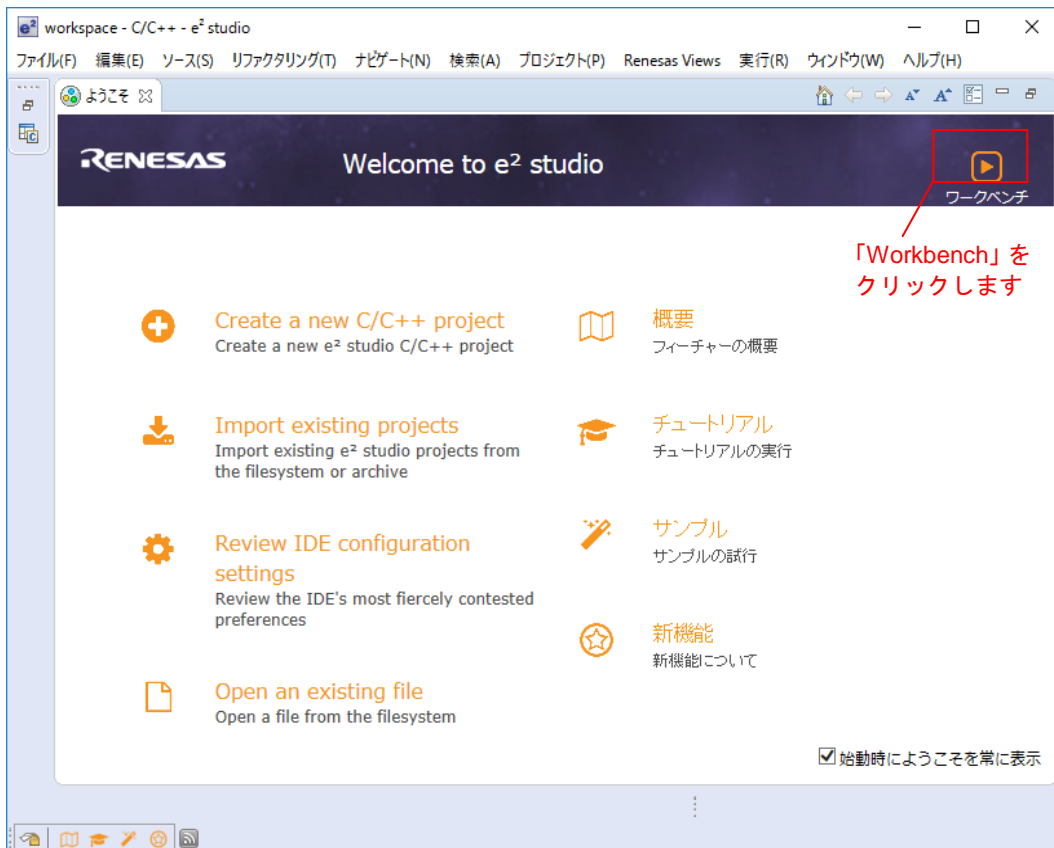 workspace - C/C++ - e² studio
ファイル(F) 編集(E) ソース(S) リファクタリング(T) ナビゲート(N) 検索(A) プロジェクト(P) Renesas Views 実行(R) ウィンドウ(W) ヘルプ(H)
ようこそ
RENESAS
Welcome to e² studio
ワークベンチ
「Workbench」を
クリックします
Create a new C/C++ project
Create a new e² studio C/C++ project
Import existing projects
Import existing e² studio projects from
the filesystem or archive
Review IDE configuration
settings
Review the IDE's most fiercely contested
preferences
Open an existing file
Open a file from the filesystem
概要
フィーチャーの概要
チュートリアル
チュートリアルの実行
サンプル
サンプルの試行
新機能
新機能について
始動時にようこそを常に表示